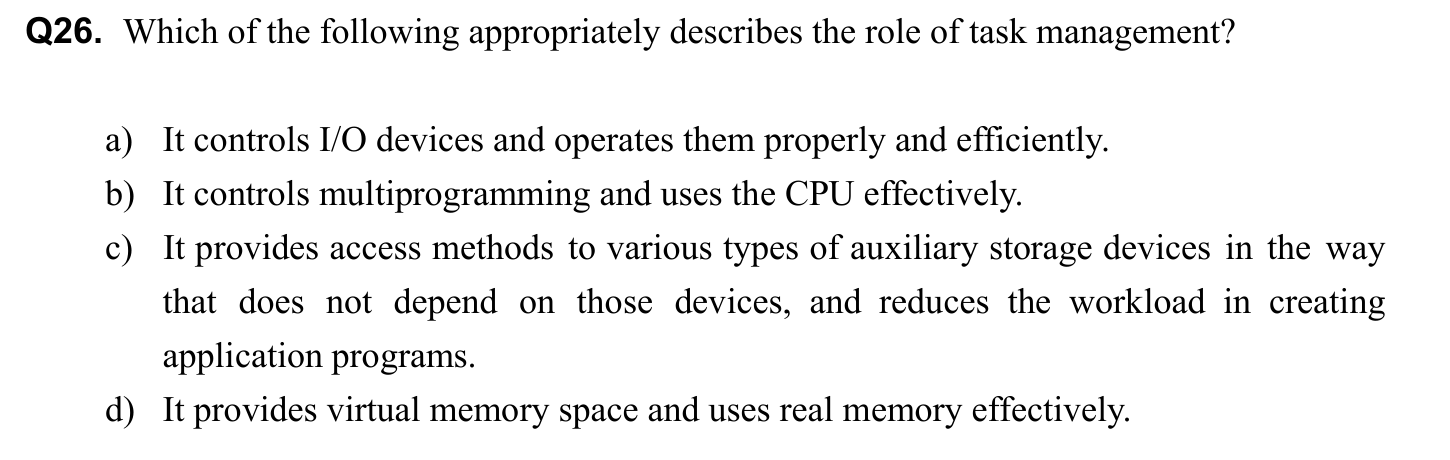 Q26. Which of the following appropriately describes the role of task management?
a) It controls I/O devices and operates them properly and efficiently.
b) It controls multiprogramming and uses the CPU effectively.
c) It provides access methods to various types of auxiliary storage devices in the way
that does not depend on those devices, and reduces the workload in creating
application programs.
d) It provides virtual memory space and uses real memory effectively.